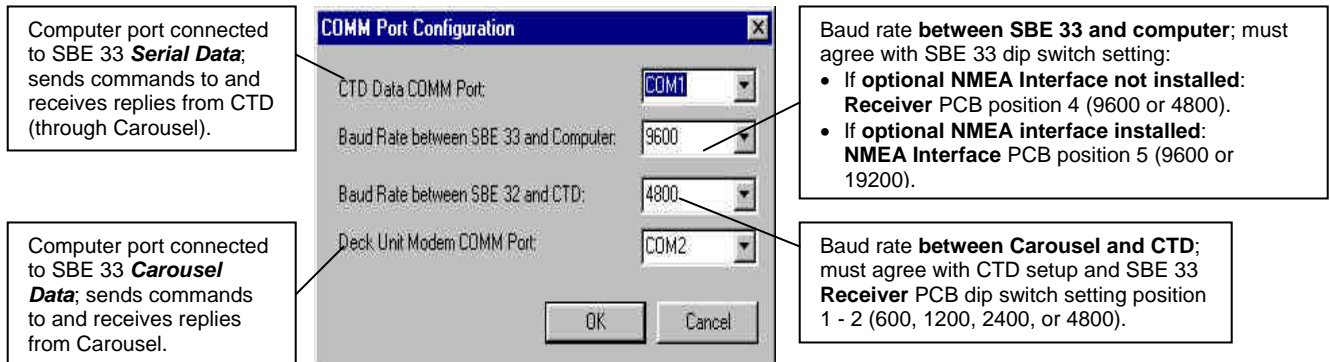 Computer port connected
to SBE 33 Serial Data;
sends commands to and
receives replies from CTD
(through Carousel).
Computer port connected
to SBE 33 Carousel
Data; sends commands
to and receives replies
from Carousel.
COMM Port Configuration
CTD Data COMM Port: COM1
Baud Rate between SBE 33 and Computer: 9600
Baud Rate between SBE 32 and CTD: 4800
Deck Unit Modem COMM Port: COM2
OK Cancel
Baud rate between SBE 33 and computer; must
agree with SBE 33 dip switch setting:
• If optional NMEA Interface not installed:
Receiver PCB position 4 (9600 or 4800).
• If optional NMEA interface installed:
NMEA Interface PCB position 5 (9600 or
19200).
Baud rate between Carousel and CTD;
must agree with CTD setup and SBE 33
Receiver PCB dip switch setting position
1 - 2 (600, 1200, 2400, or 4800).